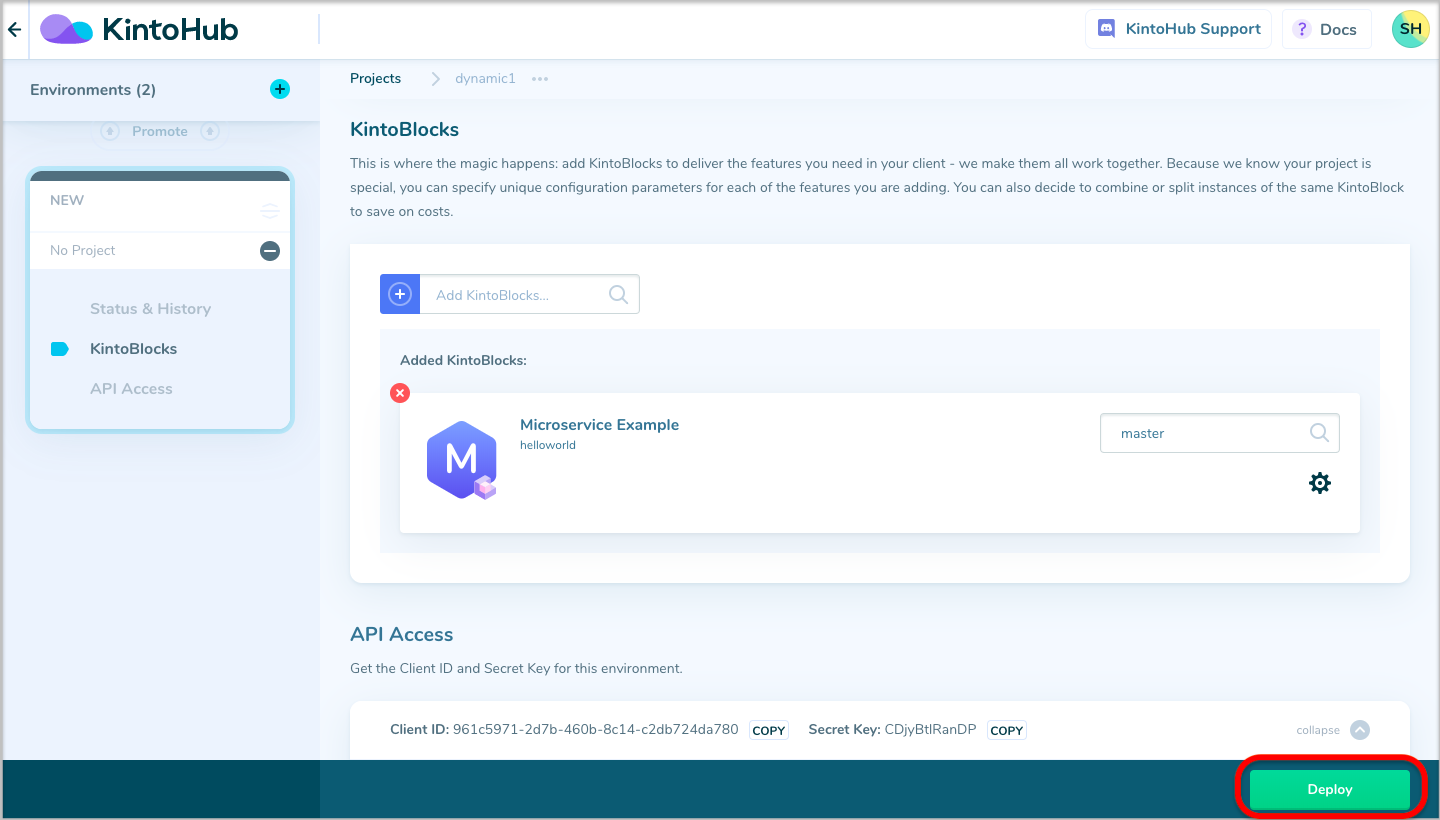 KintoHub
KintoHub Support
? Docs
SH
Environments (2)
Promote
NEW
No Project
Status & History
KintoBlocks
API Access
Projects
dynamic1
KintoBlocks
This is where the magic happens: add KintoBlocks to deliver the features you need in your client - we make them all work together. Because we know your project is
special, you can specify unique configuration parameters for each of the features you are adding. You can also decide to combine or split instances of the same KintoBlock
to save on costs.
Add KintoBlocks...
Added KintoBlocks:
M
Microservice Example
helloworld
master
API Access
Get the Client ID and Secret Key for this environment.
Client ID: 961c5971-2d7b-460b-8c14-c2db724da780 COPY Secret Key: CDjyBtlRanDP COPY
collapse
Deploy